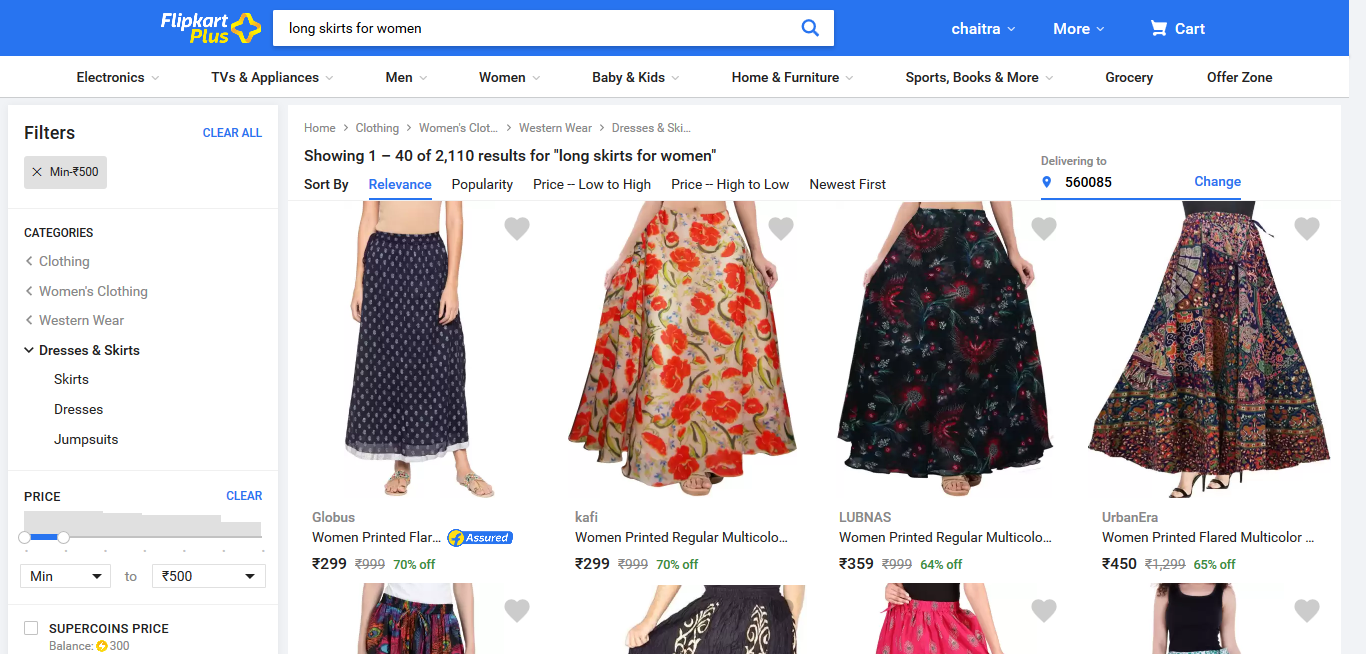 Flipkart
Plus
long skirts for women
chaitra
More
Cart
Electronics
TVs & Appliances
Men
Women
Baby & Kids
Home & Furniture
Sports, Books & More
Grocery
Offer Zone
Filters
CLEAR ALL
Min-₹500
CATEGORIES
Clothing
Women's Clothing
Western Wear
Dresses & Skirts
Skirts
Dresses
Jumpsuits
PRICE
CLEAR
Min
to
₹500
SUPERCOINS PRICE
Balance: 300
Home > Clothing > Women's Clot... > Western Wear > Dresses & Ski...
Showing 1 – 40 of 2,110 results for "long skirts for women"
Sort By Relevance Popularity Price -- Low to High Price -- High to Low Newest First
Delivering to
560085
Change
Globus
Women Printed Flar... Assured
₹299 ₹999 70% off
kafi
Women Printed Regular Multicolo...
₹299 ₹999 70% off
LUBNAS
Women Printed Regular Multicolo...
₹359 ₹999 64% off
UrbanEra
Women Printed Flared Multicolor ...
₹450 ₹1,299 65% off